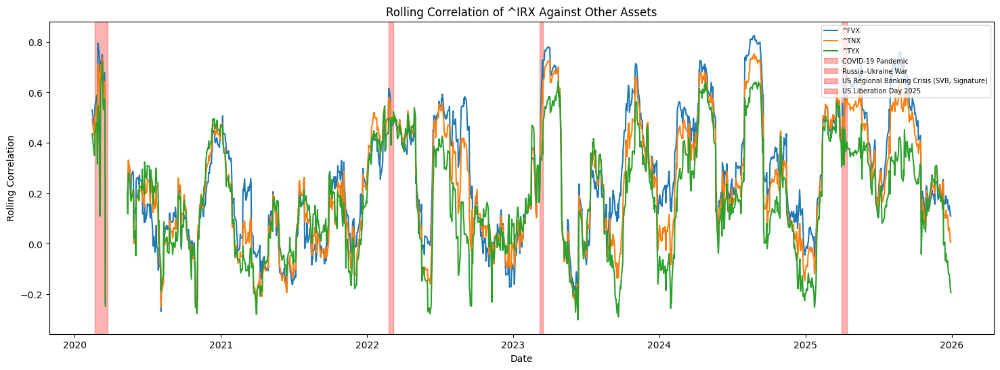 Rolling Correlation of ^IRX Against Other Assets
^FVX
^TNX
^TYX
COVID-19 Pandemic
Russia–Ukraine War
US Regional Banking Crisis (SVB, Signature)
US Liberation Day 2025
Rolling Correlation
0.8
0.6
0.4
0.2
0.0
−0.2
2020
2021
2022
2023
2024
2025
2026
Date